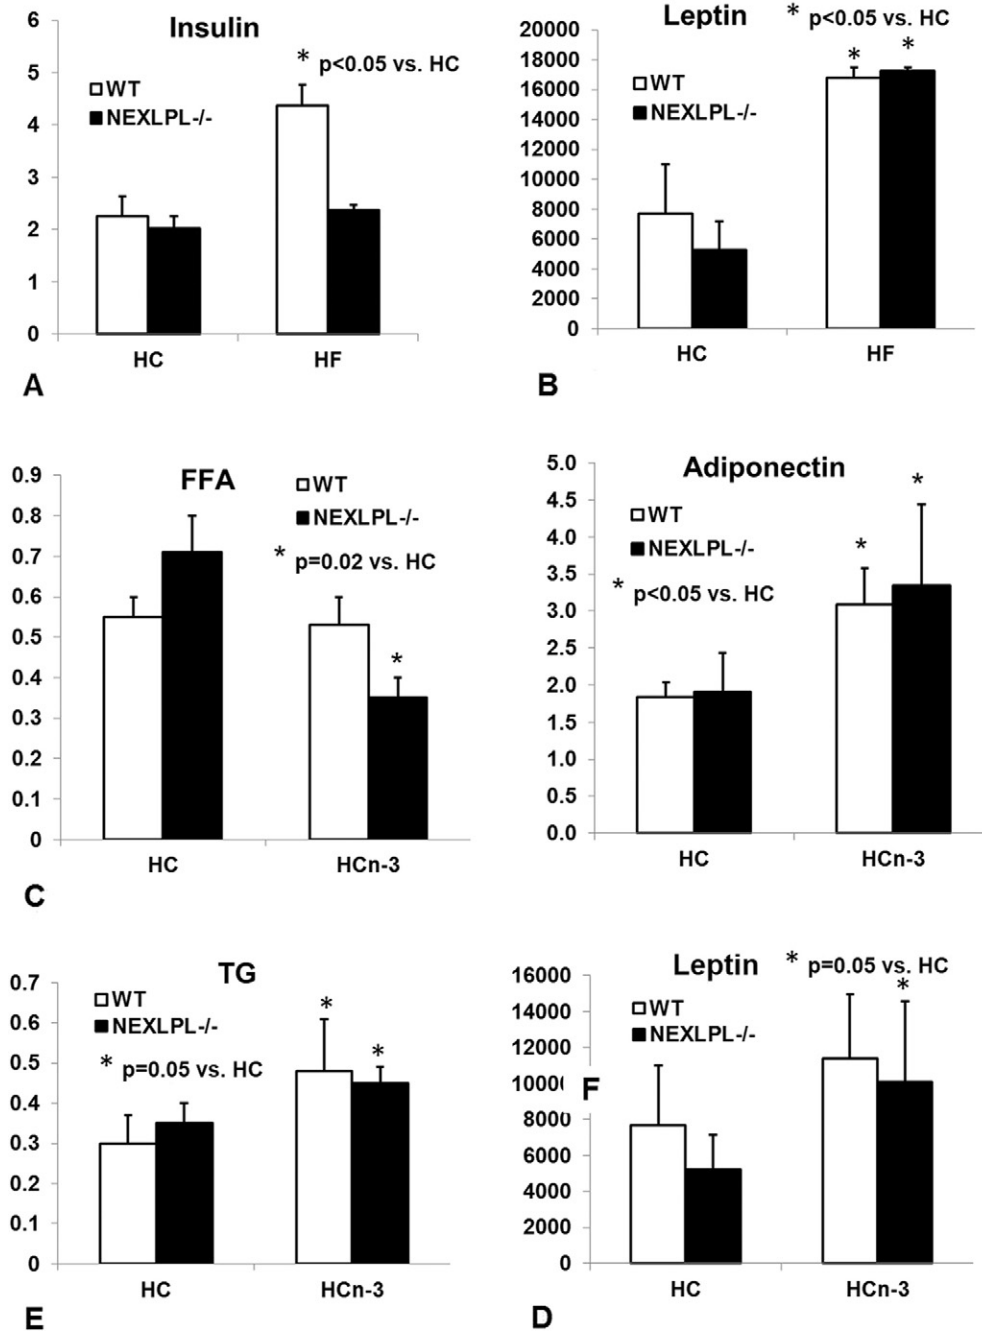 Insulin
* p<0.05 vs. HC
WT
NEXLPL-/-
6
5
4
3
2
1
0
HC HF
A
Leptin
* p<0.05 vs. HC
WT
NEXLPL-/-
* *
20000
18000
16000
14000
12000
10000
8000
6000
4000
2000
0
HC HF
B
FFA
WT
NEXLPL-/-
* p=0.02 vs. HC
*
0.9
0.8
0.7
0.6
0.5
0.4
0.3
0.2
0.1
0
HC HCn-3
C
Adiponectin
WT
NEXLPL-/-
* p<0.05 vs. HC
* *
5.0
4.5
4.0
3.5
3.0
2.5
2.0
1.5
1.0
0.5
0.0
HC HCn-3
TG
WT
NEXLPL-/-
* p=0.05 vs. HC
* *
0.7
0.6
0.5
0.4
0.3
0.2
0.1
0
HC HCn-3
E
Leptin
* p=0.05 vs. HC
WT
NEXLPL-/-
*
16000
14000
12000
1000
F
8000
6000
4000
2000
0
HC HCn-3
D